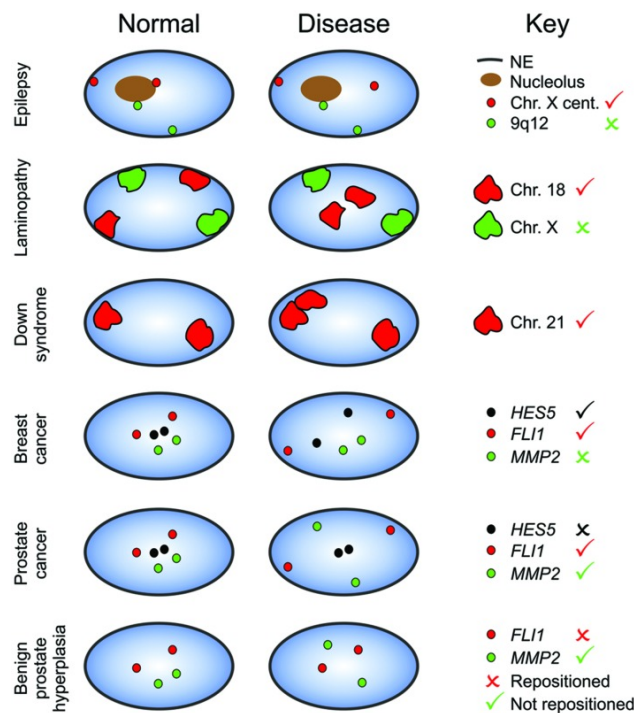 Normal
Disease
Key
Epilepsy
NE
Nucleolus
Chr. X cent.
9q12
Laminopathy
Chr. 18
Chr. X
Down
syndrome
Chr. 21
Breast
cancer
HES5
FLI1
MMP2
Prostate
cancer
HES5
FLI1
MMP2
Benign
prostate
hyperplasia
FLI1
MMP2
Repositioned
Not repositioned